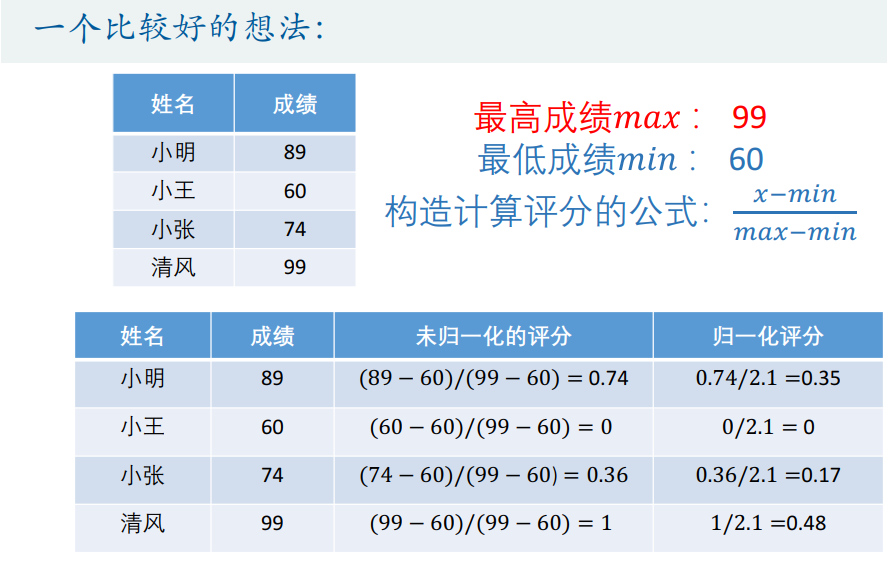 一个比较好的想法：
姓名 成绩
小明 89
小王 60
小张 74
清风 99
最高成绩max： 99
最低成绩min： 60
构造计算评分的公式： x−min
max−min
姓名 成绩 未归一化的评分 归一化评分
小明 89 (89 − 60)/(99 − 60) = 0.74 0.74/2.1 =0.35
小王 60 (60 − 60)/(99 − 60) = 0 0/2.1 = 0
小张 74 (74 − 60)/(99 − 60) = 0.36 0.36/2.1 =0.17
清风 99 (99 − 60)/(99 − 60) = 1 1/2.1 =0.48